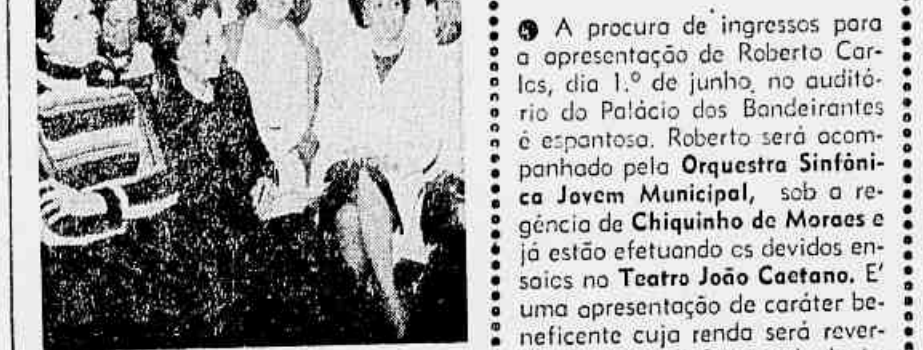 A procura de ingressos para
a apresentação de Roberto Car-
los, dia 1.º de junho, no auditó-
rio do Palácio dos Bandeirantes
é espantosa. Roberto será acom-
panhado pela Orquestra Sinfôni-
ca Jovem Municipal, sob a re-
gência de Chiquinho de Moraes e
já estão efetuando os devidos en-
saios no Teatro João Caetano. E'
uma apresentação de caráter be-
neficente cuja renda será rever-